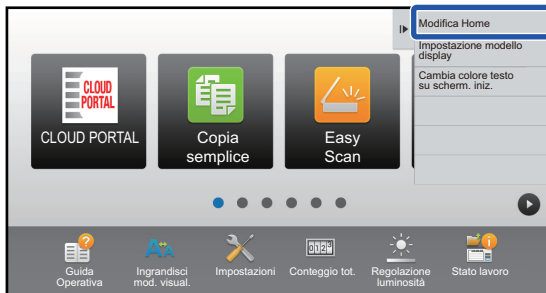 Modifica Home
Impostazione modello
display
Cambia colore testo
su scherm. iniz.
CLOUD
PORTAL
CLOUD PORTAL
Copia
semplice
Easy
Scan
Guida
Operativa
Ingrandisci
mod. visual.
Impostazioni
Conteggio tot.
Regolazione
luminosità
Stato lavoro